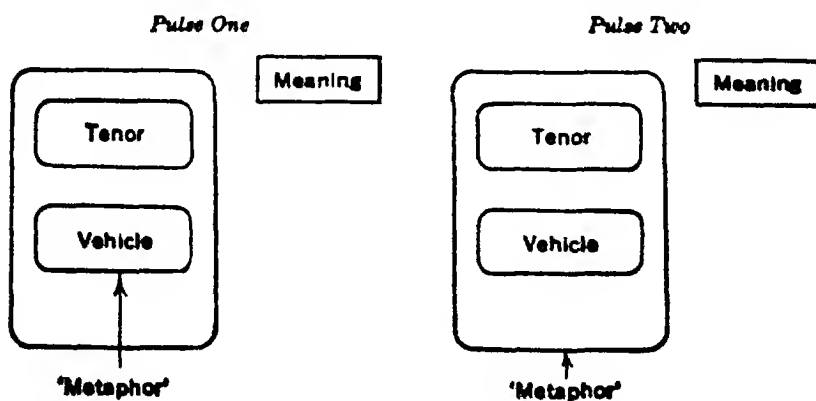 Pulse One
Pulse Two
Meaning
Meaning
Tenor
Tenor
Vehicle
Vehicle
'Metaphor'
'Metaphor'